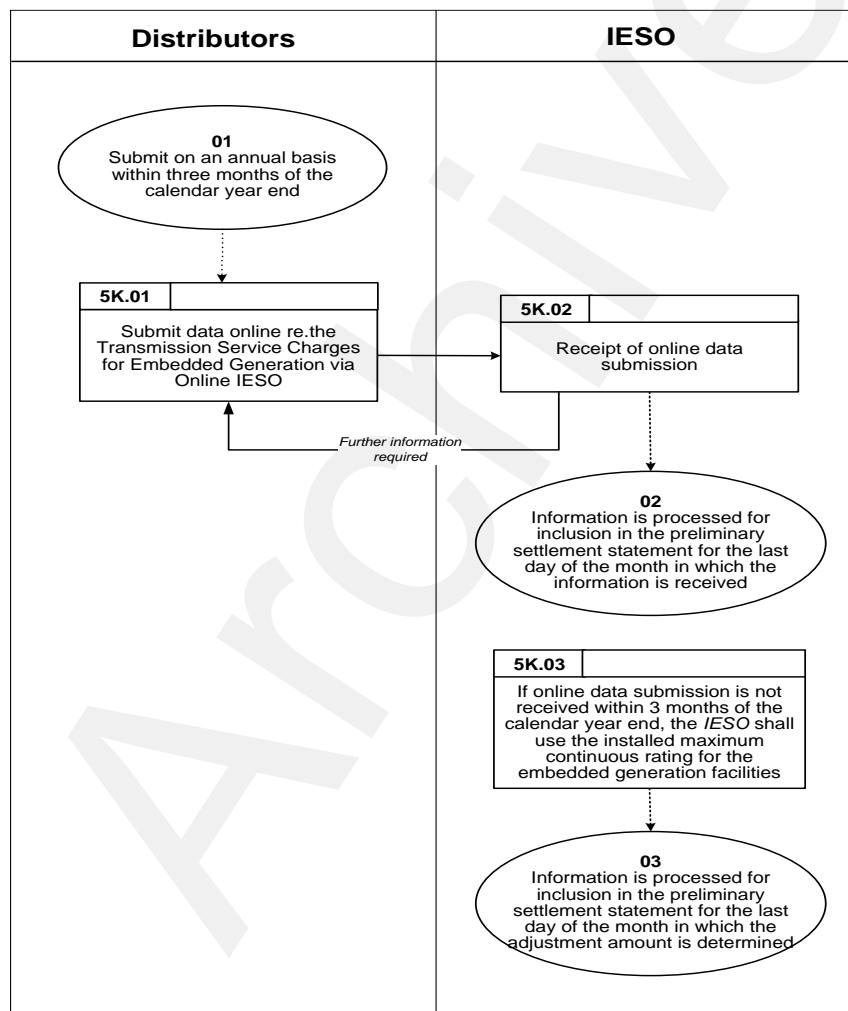 Distributors
IESO
01
Submit on an annual basis
within three months of the
calendar year end
5K.01
Submit data online re.the
Transmission Service Charges
for Embedded Generation via
Online IESO
5K.02
Receipt of online data
submission
Further information
required
02
Information is processed for
inclusion in the preliminary
settlement statement for the last
day of the month in which the
information is received
5K.03
If online data submission is not
received within 3 months of the
calendar year end, the IESO shall
use the installed maximum
continuous rating for the
embedded generation facilities
03
Information is processed for
inclusion in the preliminary
settlement statement for the last
day of the month in which the
adjustment amount is determined
Archive